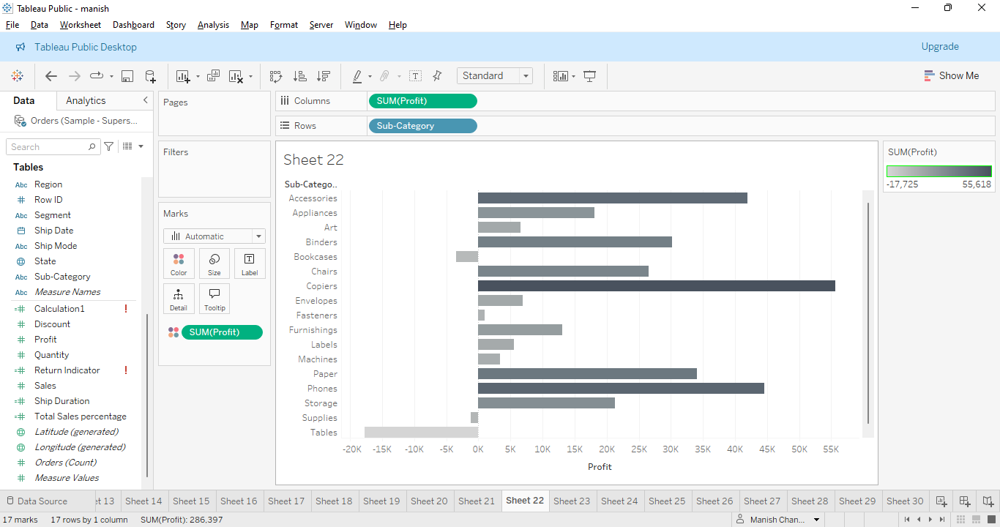 Tableau Public - manish
File Data Worksheet Dashboard Story Analysis Map Format Server Window Help
Tableau Public Desktop Upgrade
Standard Show Me
Data Analytics
Orders (Sample - Supers...
Search
Tables
Abc Region
Row ID
Abc Segment
Ship Date
Abc Ship Mode
State
Abc Sub-Category
Abc Measure Names
Calculation1 !
Discount
Profit
Quantity
Return Indicator !
Sales
Ship Duration
Total Sales percentage
Latitude (generated)
Longitude (generated)
Orders (Count)
Measure Values
Pages
Filters
Marks
Automatic
Color Size Label
Detail Tooltip
SUM(Profit)
Columns SUM(Profit)
Rows Sub-Category
Sheet 22
Sub-Catego..
Accessories
Appliances
Art
Binders
Bookcases
Chairs
Copiers
Envelopes
Fasteners
Furnishings
Labels
Machines
Paper
Phones
Storage
Supplies
Tables
-20K -15K -10K -5K 0K 5K 10K 15K 20K 25K 30K 35K 40K 45K 50K 55K
Profit
SUM(Profit)
-17,725 55,618
Data Source et 13 Sheet 14 Sheet 15 Sheet 16 Sheet 17 Sheet 18 Sheet 19 Sheet 20 Sheet 21 Sheet 22 Sheet 23 Sheet 24 Sheet 25 Sheet 26 Sheet 27 Sheet 28 Sheet 29 Sheet 30
17 marks 17 rows by 1 column SUM(Profit): 286,397 Manish Chan...